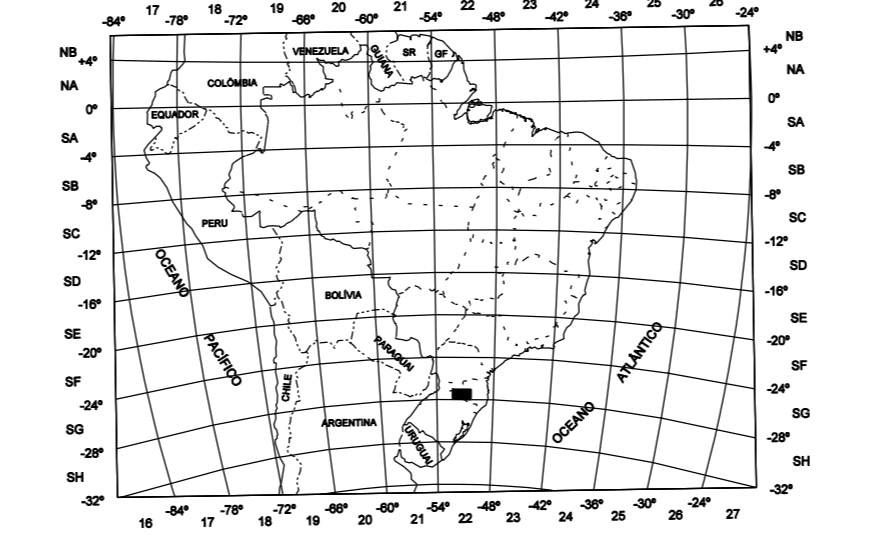 17 18 19 20 21 22 23 24 25 26
-84° -78° -72° -66° -60° -54° -48° -42° -36° -30° -24°
NB +4° VENEZUELA GUIANA SR GF +4° NB
NA COLÔMBIA NA
0° EQUADOR 0°
SA SA
-4° -4°
SB SB
-8° -8°
SC PERU SC
-12° -12°
OCEANO
SD SD
-16° BOLÍVIA -16°
SE SE
-20° PACÍFICO PARAGUAI ATLÂNTICO -20°
SF CHILE SF
-24° -24°
SG ARGENTINA OCEANO SG
-28° URUGUAI -28°
SH SH
-32° -32°
-84° -78° -72° -66° -60° -54° -48° -42° -36° -30° -24°
16 17 18 19 20 21 22 23 24 25 26 27